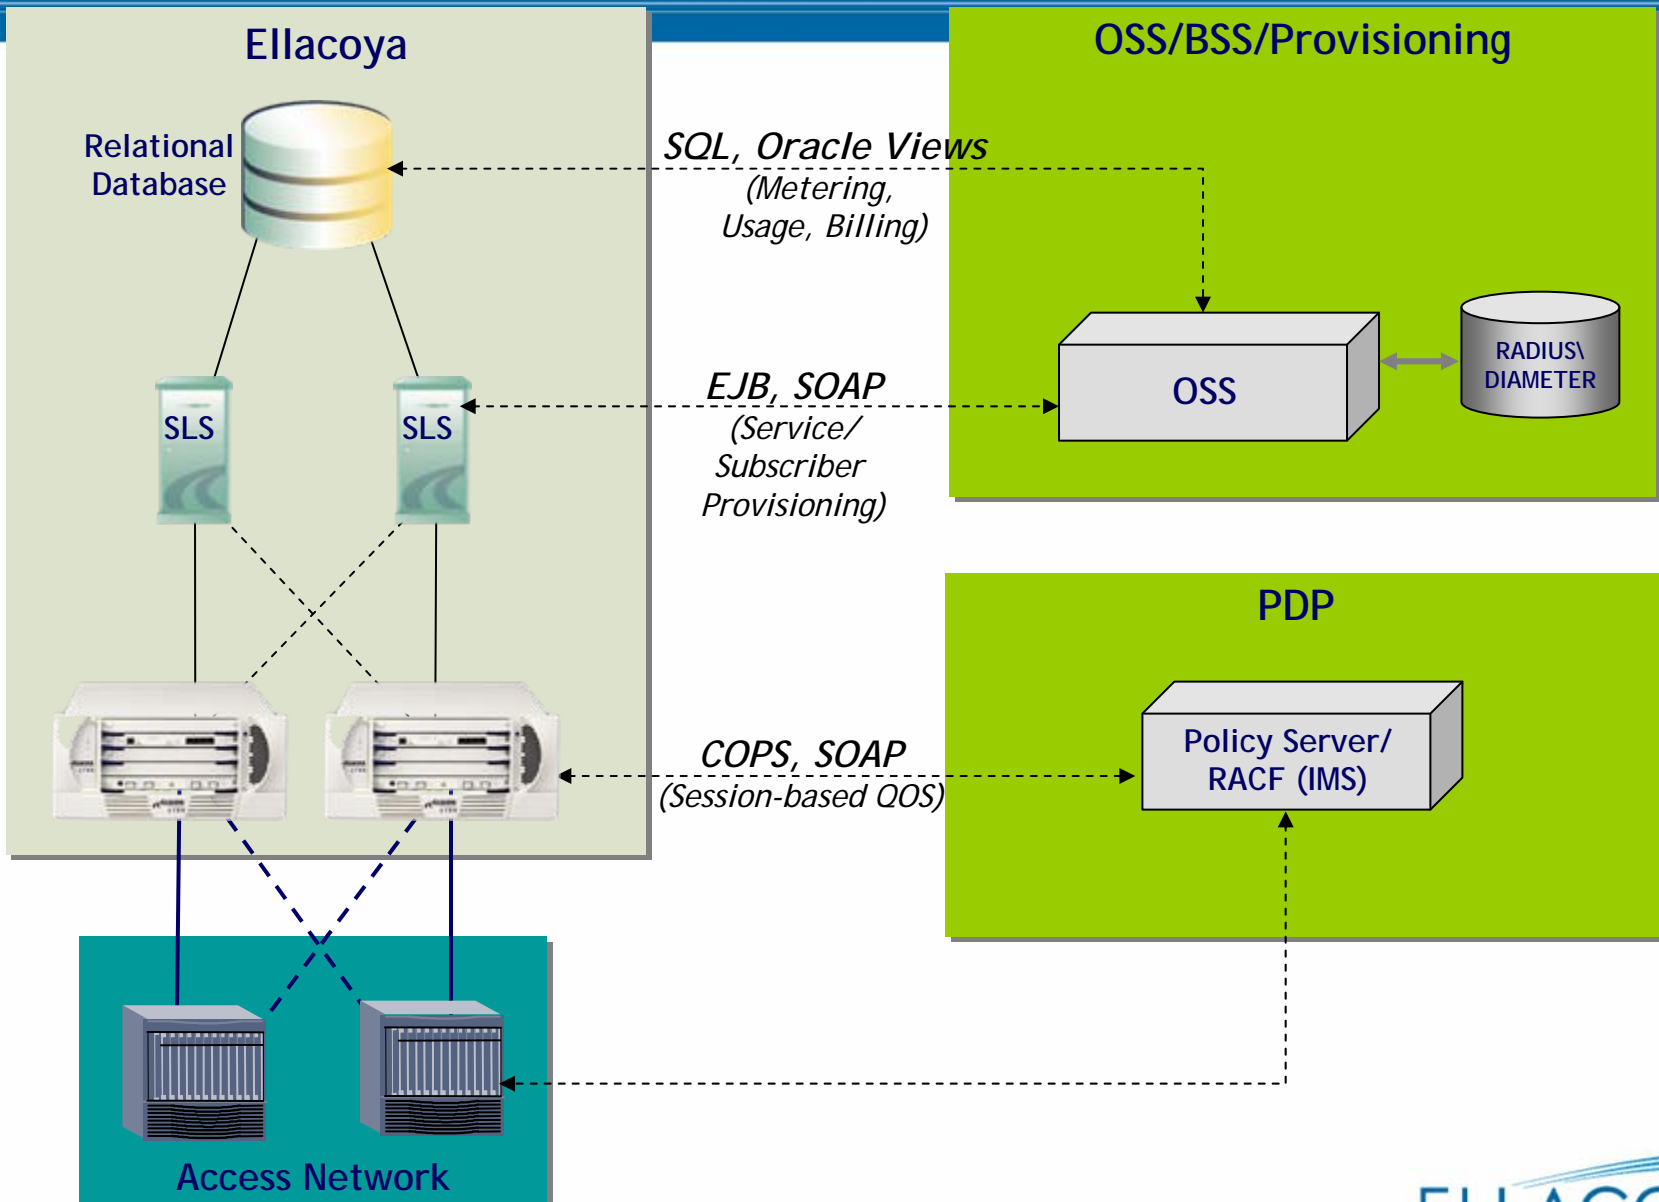 Ellacoya
OSS/BSS/Provisioning
Relational
Database
SQL, Oracle Views
(Metering,
Usage, Billing)
RADIUS\
DIAMETER
OSS
EJB, SOAP
(Service/
Subscriber
Provisioning)
SLS
SLS
PDP
Policy Server/
RACF (IMS)
COPS, SOAP
(Session-based QOS)
Access Network